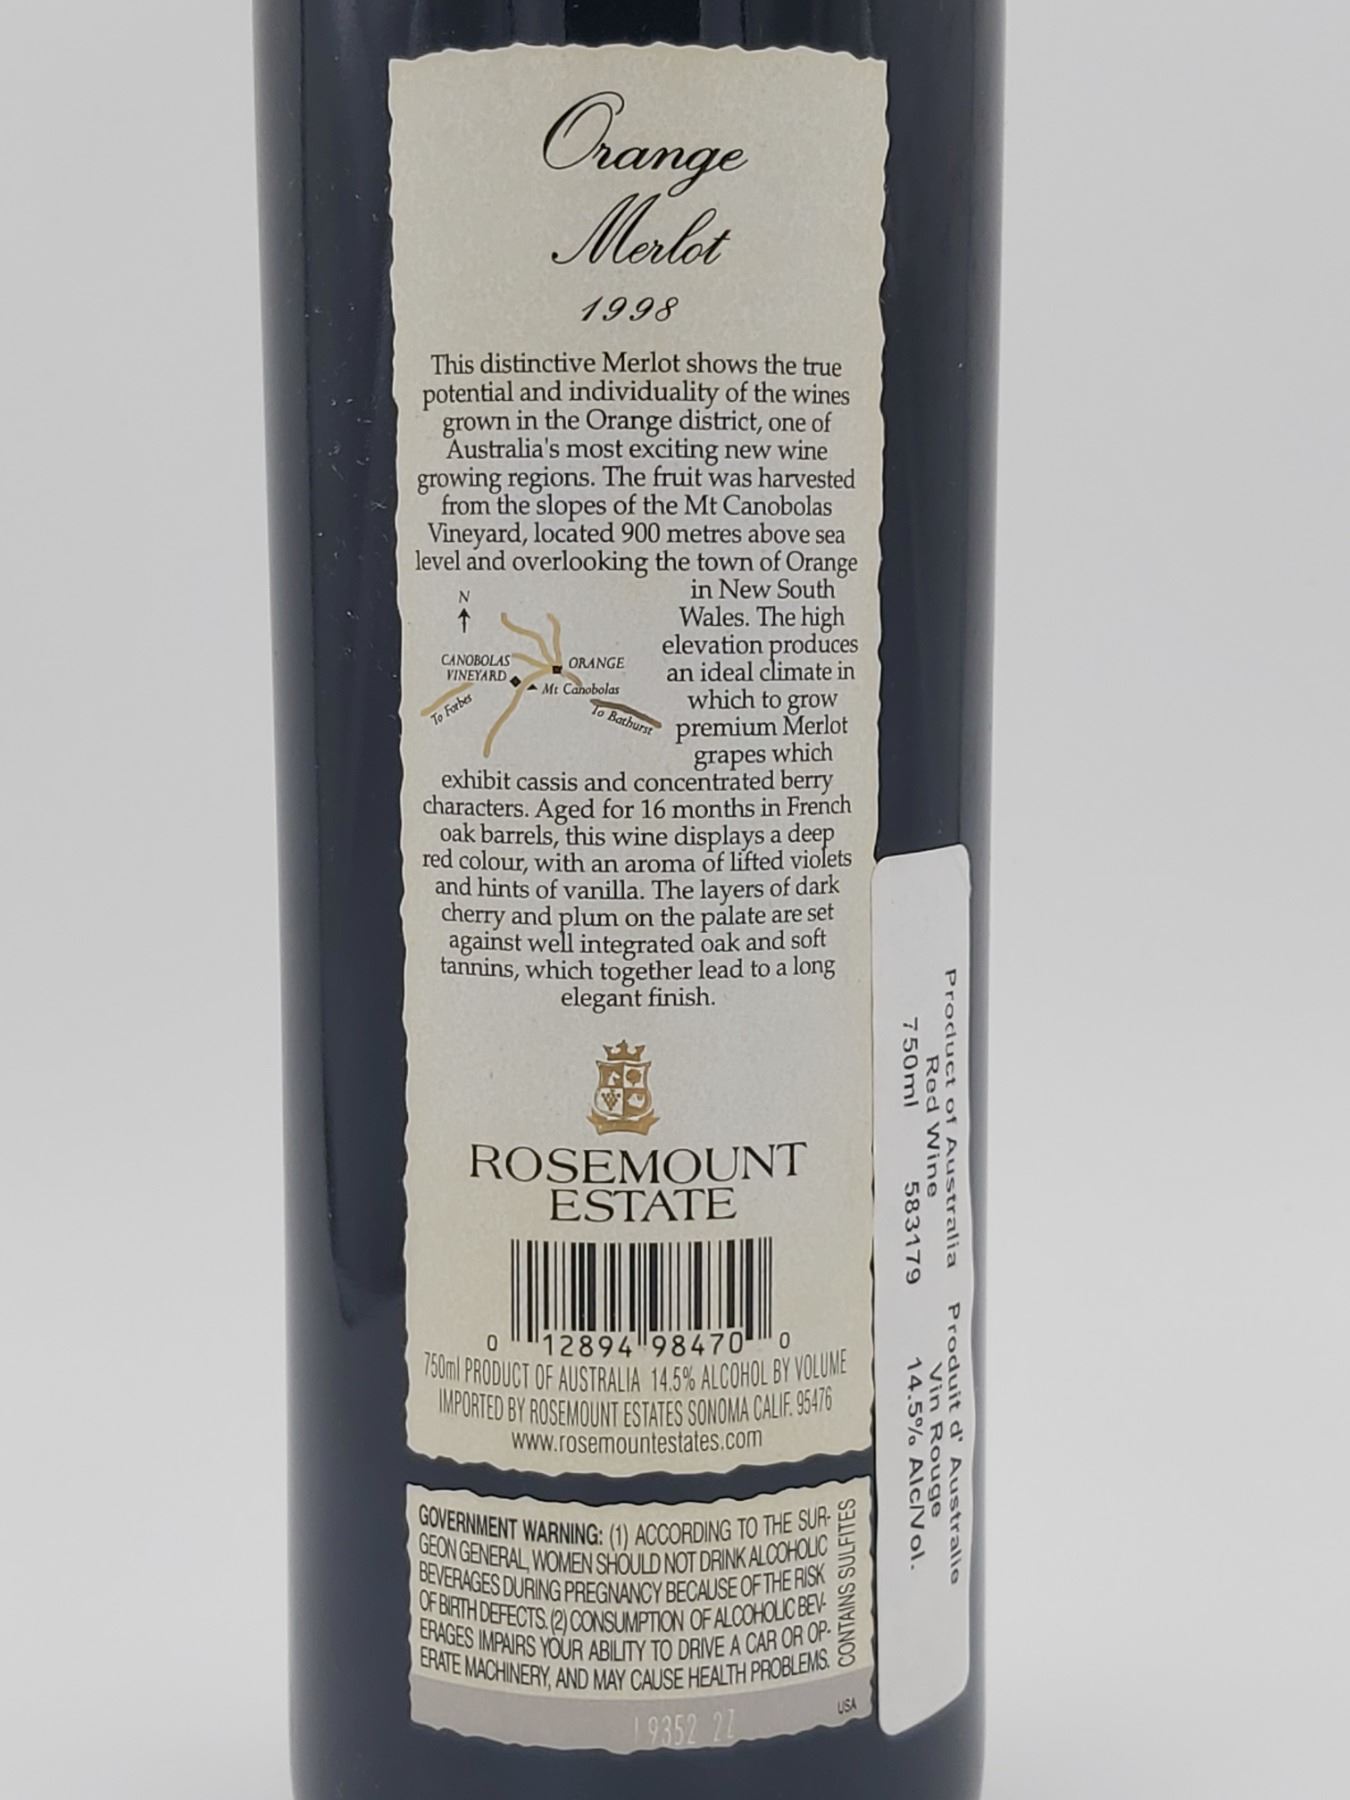 Orange
Merlot
1998
This distinctive Merlot shows the true
potential and individuality of the wines
grown in the Orange district, one of
Australia's most exciting new wine
growing regions. The fruit was harvested
from the slopes of the Mt Canobolas
Vineyard, located 900 metres above sea
level and overlooking the town of Orange
in New South
Wales. The high
elevation produces
an ideal climate in
which to grow
premium Merlot
grapes which
N
CANOBOLAS
VINEYARD
ORANGE
Mt Canobolas
To Forbes
To Bathurst
exhibit cassis and concentrated berry
characters. Aged for 16 months in French
oak barrels, this wine displays a deep
red colour, with an aroma of lifted violets
and hints of vanilla. The layers of dark
cherry and plum on the palate are set
against well integrated oak and soft
tannins, which together lead to a long
elegant finish.
ROSEMOUNT
ESTATE
0 12894 98470 0
750ml PRODUCT OF AUSTRALIA 14.5% ALCOHOL BY VOLUME
IMPORTED BY ROSEMOUNT ESTATES SONOMA CALIF. 95476
www.rosemountestates.com
GOVERNMENT WARNING: (1) ACCORDING TO THE SUR-
GEON GENERAL, WOMEN SHOULD NOT DRINK ALCOHOLIC
BEVERAGES DURING PREGNANCY BECAUSE OF THE RISK
OF BIRTH DEFECTS. (2) CONSUMPTION OF ALCOHOLIC BEV-
ERAGES IMPAIRS YOUR ABILITY TO DRIVE A CAR OR OP-
ERATE MACHINERY, AND MAY CAUSE HEALTH PROBLEMS.
CONTAINS SULFITES
USA
L9352 22
Product of Australia Produit d' Australie
Red Wine Vin Rouge
750ml 583179 14.5% Alc/Vol.